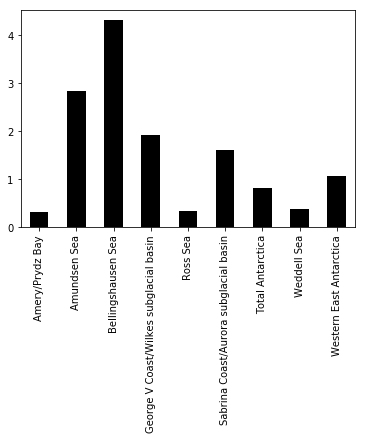 4
3
2
1
0
Amery/Prydz Bay
Amundsen Sea
Bellingshausen Sea
George V Coast/Wilkes subglacial basin
Ross Sea
Sabrina Coast/Aurora subglacial basin
Total Antarctica
Weddell Sea
Western East Antarctica